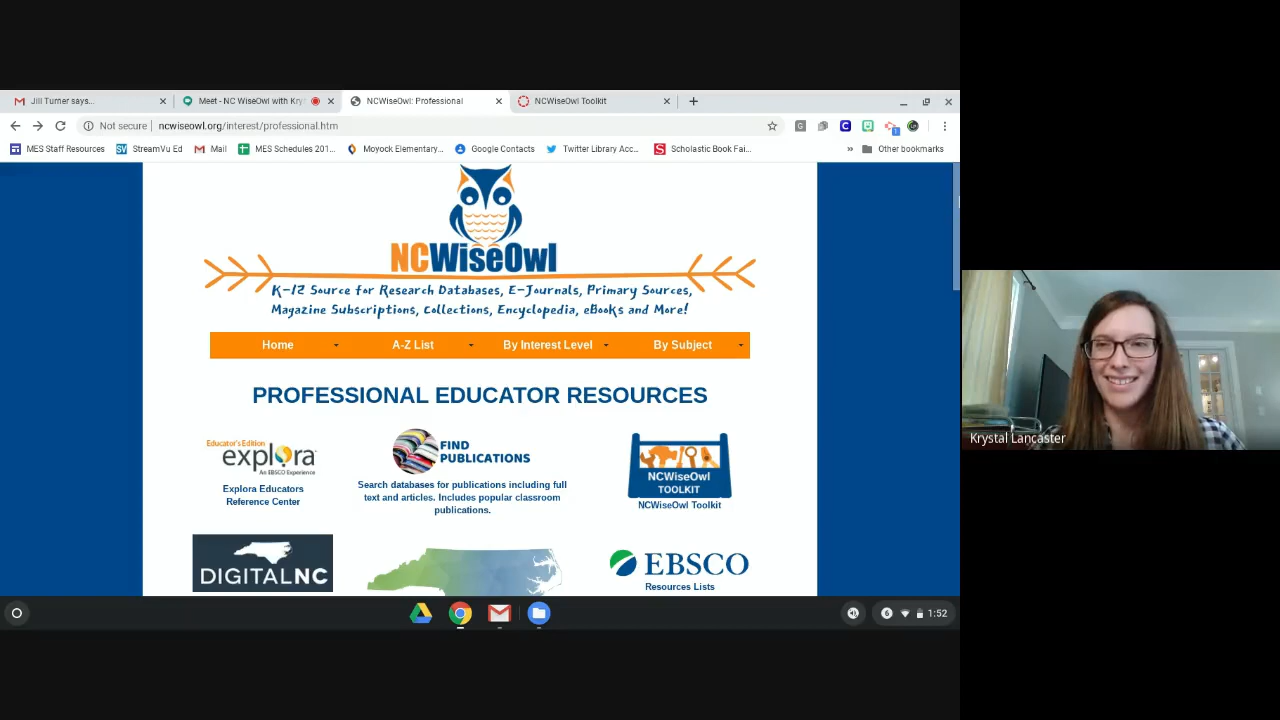 Jill Turner says...
Meet - NC WiseOwl with Kryr
NCWiseOwl: Professional
NCWiseOwl Toolkit
Not secure
ncwiseowl.org/interest/professional.htm
MES Staff Resources
StreamVu Ed
Mail
MES Schedules 201...
Moyock Elementary...
Google Contacts
Twitter Library Acc...
Scholastic Book Fai...
Other bookmarks
NCWiseOwl
K-12 Source for Research Databases, E-Journals, Primary Sources,
Magazine Subscriptions, Collections, Encyclopedia, eBooks and More!
Home
A-Z List
By Interest Level
By Subject
PROFESSIONAL EDUCATOR RESOURCES
Educator's Edition
explora
An EBSCO Experience
Explora Educators
Reference Center
FIND
PUBLICATIONS
Search databases for publications including full
text and articles. Includes popular classroom
publications.
NCWiseOwl
TOOLKIT
NCWiseOwl Toolkit
DIGITALNC
EBSCO
Resources Lists
Krystal Lancaster
6
1:52